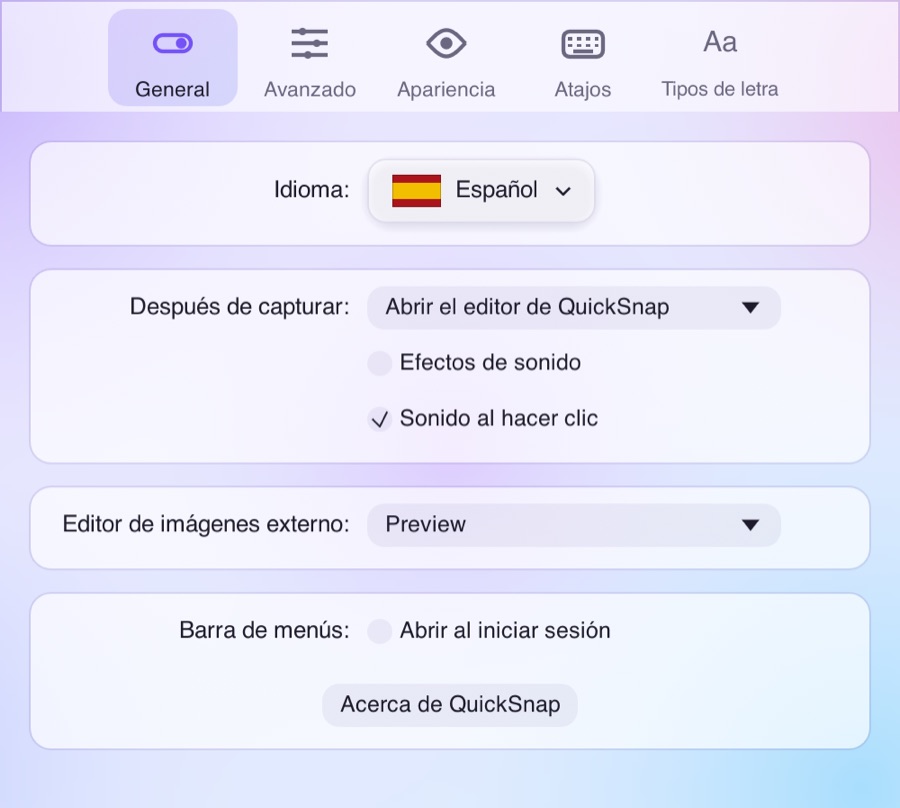 General
Avanzado
Apariencia
Atajos
Aa
Tipos de letra
Idioma:
Español
Después de capturar:
Abrir el editor de QuickSnap
Efectos de sonido
Sonido al hacer clic
Editor de imágenes externo:
Preview
Barra de menús:
Abrir al iniciar sesión
Acerca de QuickSnap